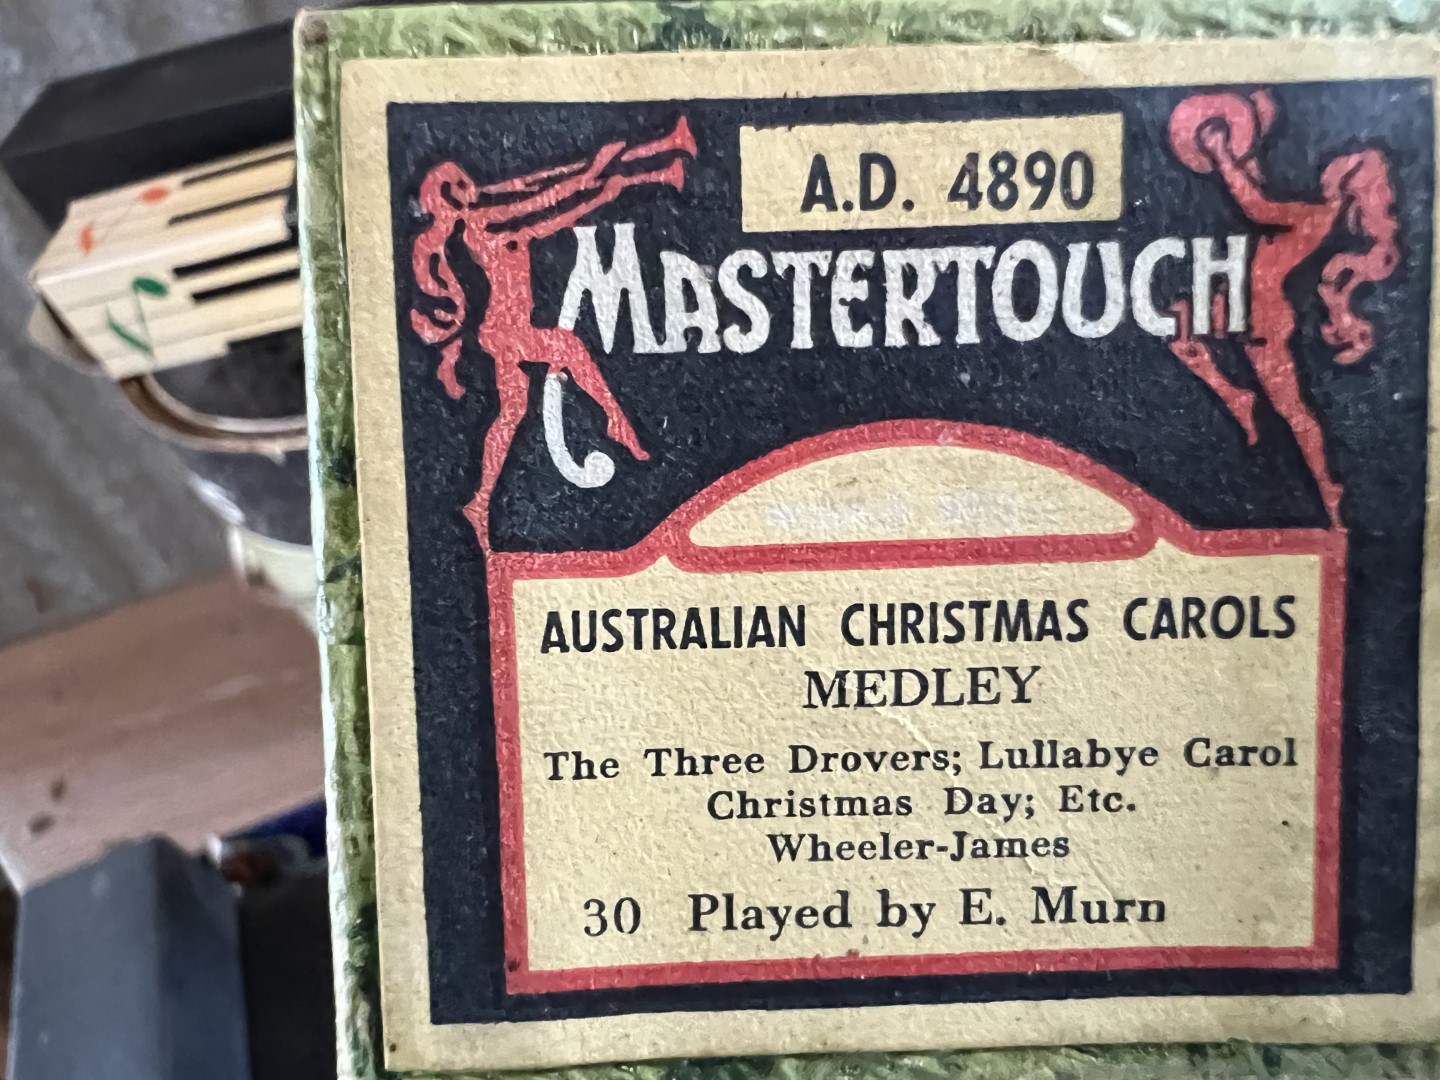 A.D. 4890
MASTERTOUCH
AUSTRALIAN CHRISTMAS CAROLS
MEDLEY
The Three Drovers; Lullabye Carol
Christmas Day; Etc.
Wheeler-James
30 Played by E. Murn